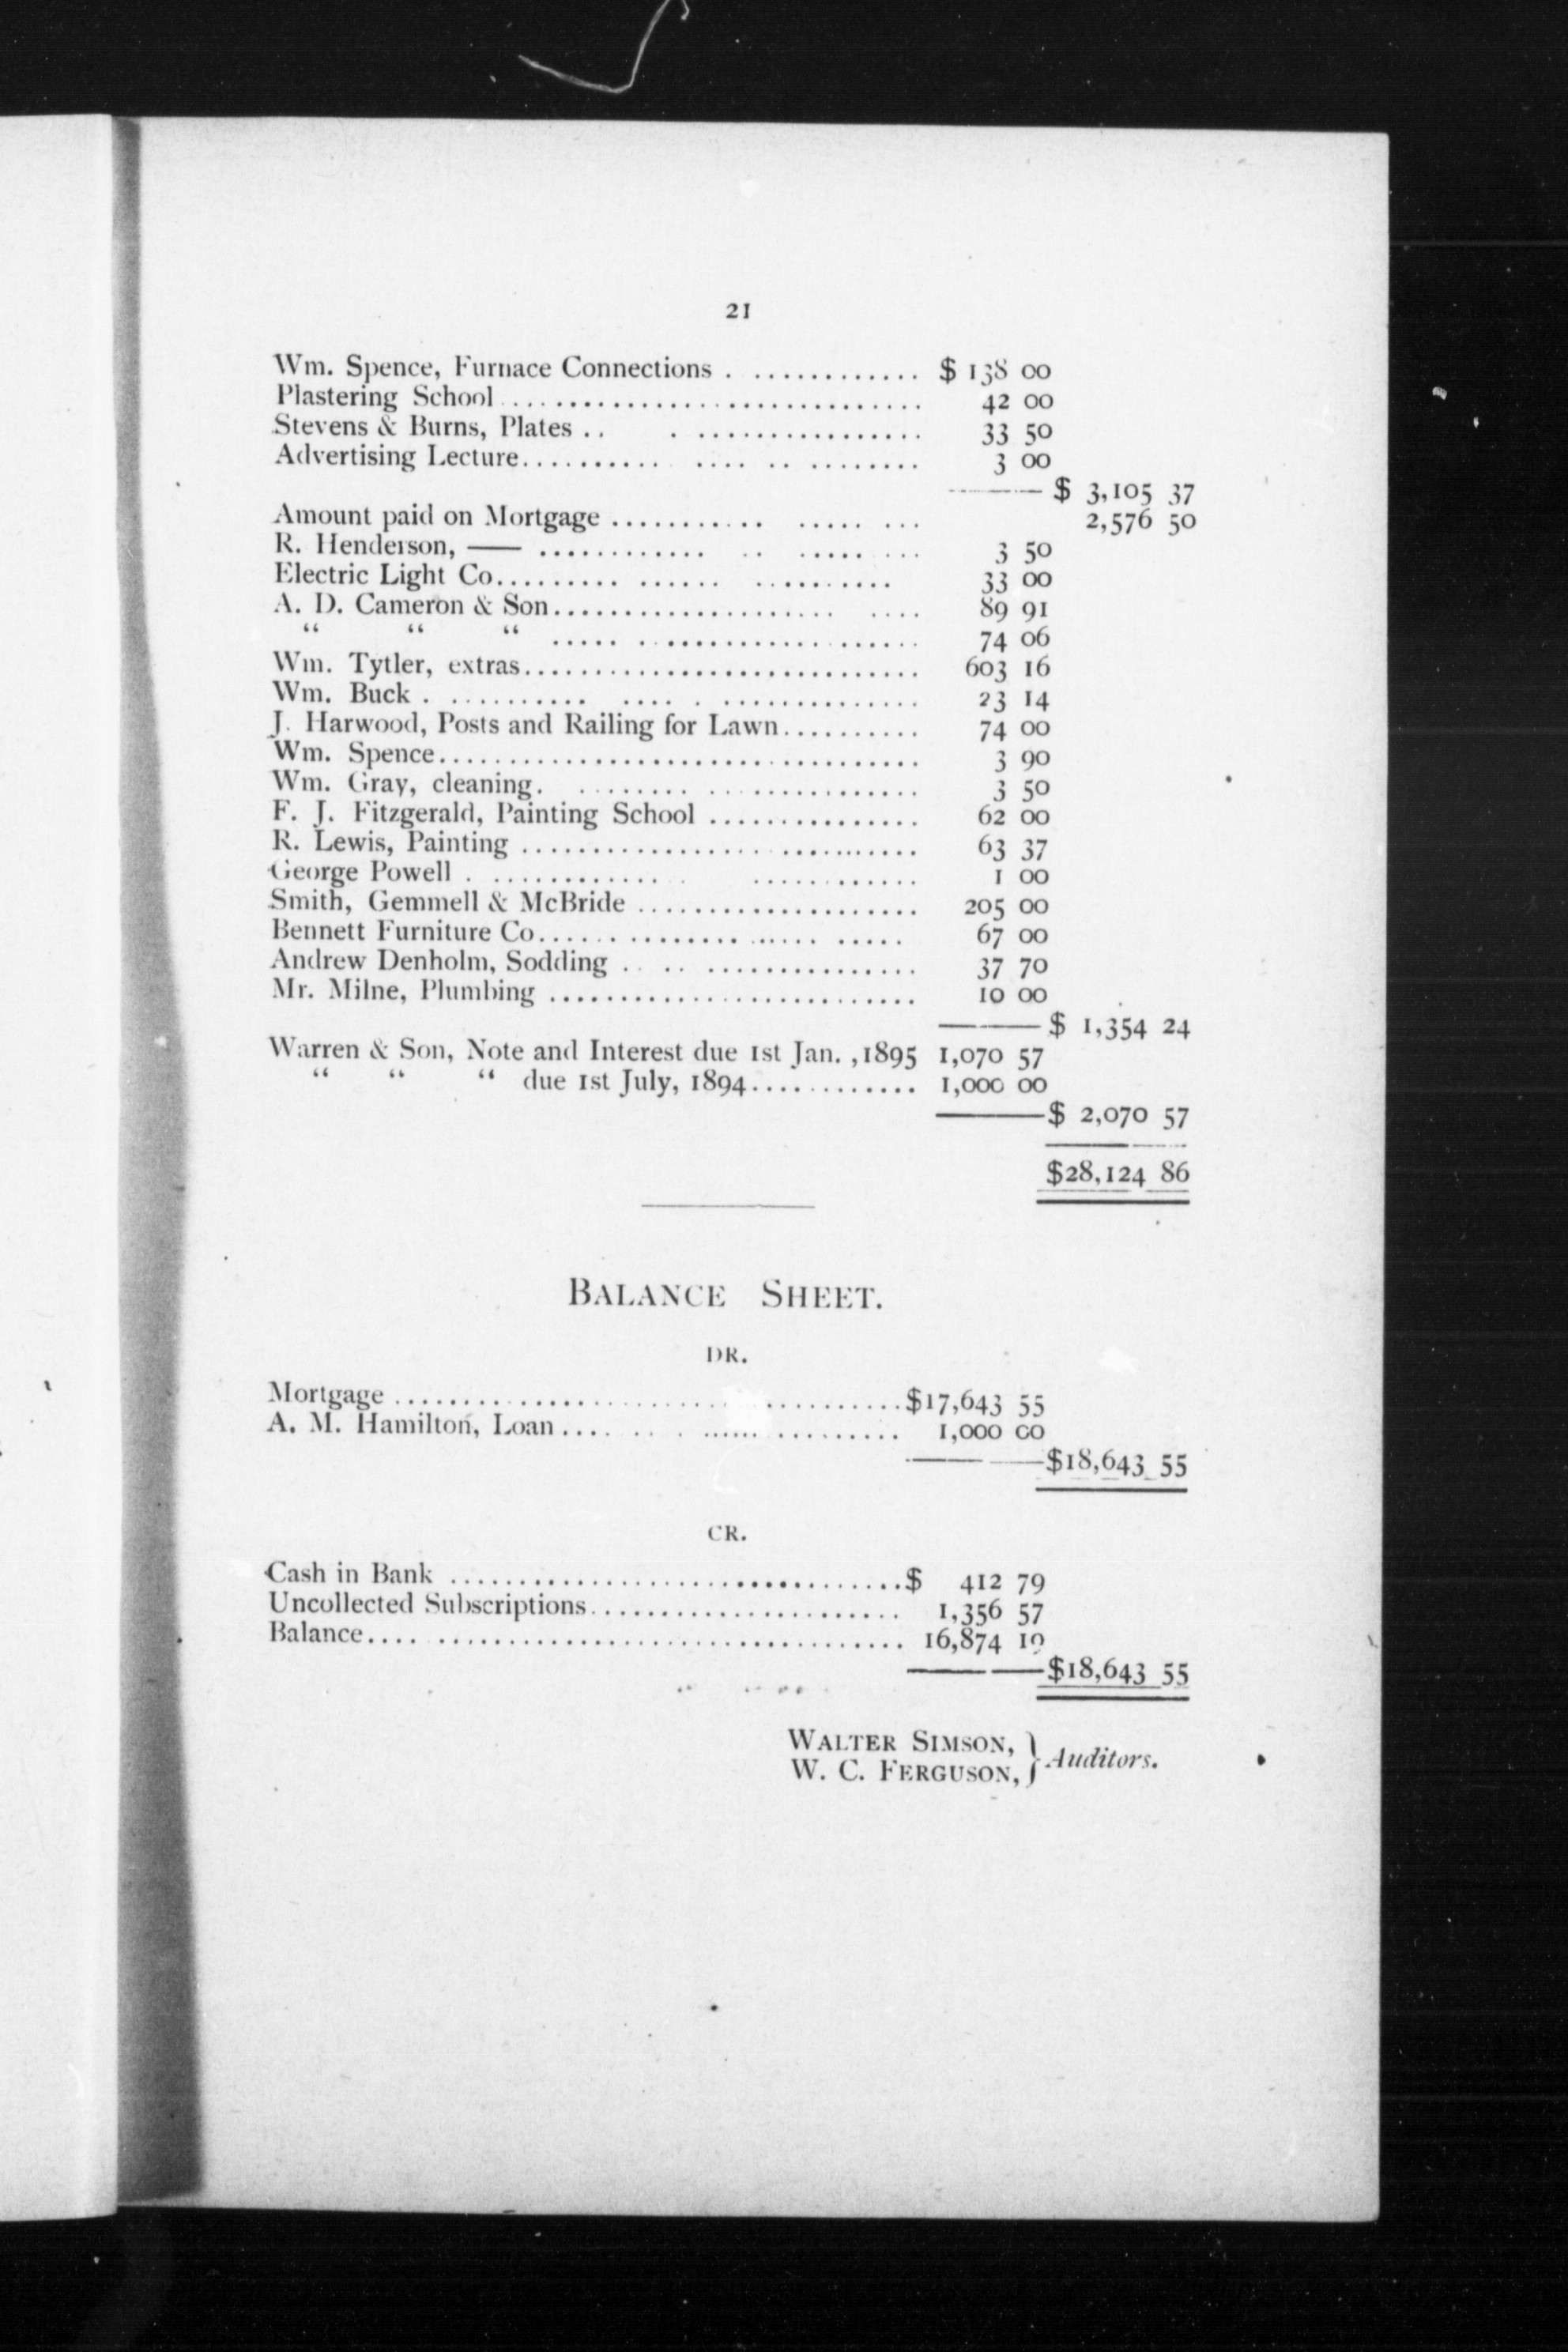 21
Wm. Spence, Furnace Connections . ............ $ 138 00
Plastering School .............................. 42 00
Stevens & Burns, Plates .. . ................ 33 50
Advertising Lecture.......... .... .. ........ 3 00
$ 3,105 37
Amount paid on Mortgage ........... ..... ... 2,576 50
R. Henderson, —— ............ .. ..... ... 3 50
Electric Light Co......... ...... .......... 33 00
A. D. Cameron & Son.................... .... 89 91
“ “ “ ..... .................... 74 06
Wm. Tytler, extras............................. 603 16
Wm. Buck . .......... .... . .............. 23 14
J. Harwood, Posts and Railing for Lawn.......... 74 00
Wm. Spence................................... 3 90
Wm. Gray, cleaning. ........ ............... 3 50
F. J. Fitzgerald, Painting School ............... 62 00
R. Lewis, Painting ............................. 63 37
George Powell . ............ ............ 1 00
Smith, Gemmell & McBride ..................... 205 00
Bennett Furniture Co..... ............... ..... 67 00
Andrew Denholm, Sodding .. .. ............... 37 70
Mr. Milne, Plumbing ........................... 10 00
$ 1,354 24
Warren & Son, Note and Interest due 1st Jan. ,1895 1,070 57
“ “ “ due 1st July, 1894............ 1,000 00
$ 2,070 57
$28,124 86
BALANCE SHEET.
DR.
Mortgage .....................................$17,643 55
A. M. Hamilton, Loan .... .... ...... ......... 1,000 00
$18,643 55
CR.
Cash in Bank .................................$ 412 79
Uncollected Subscriptions....................... 1,356 57
Balance.... .................................. 16,874 19
$18,643 55
WALTER SIMSON, }
W. C. FERGUSON, } Auditors.